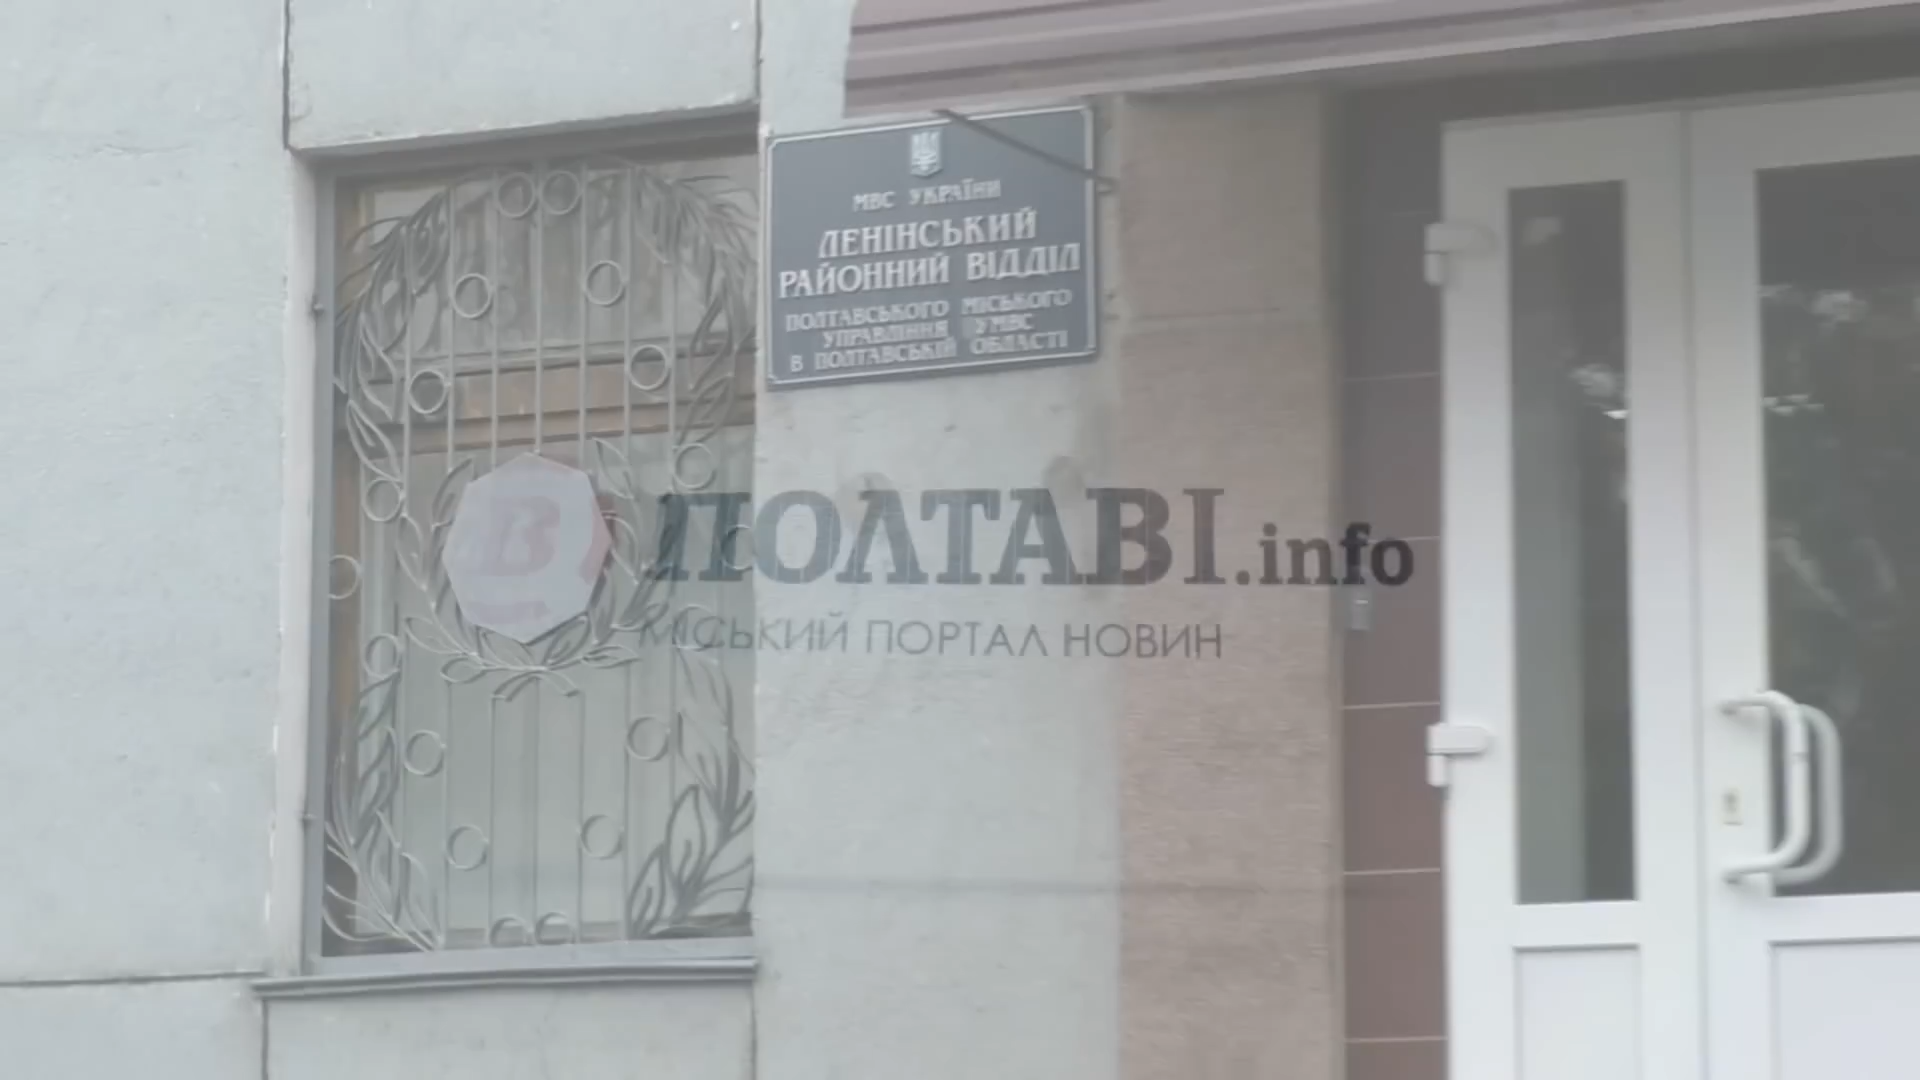 МВС УКРАЇНИ
ЛЕНІНСЬКИЙ
РАЙОННИЙ ВІДДІЛ
ПОЛТАВСЬКОГО МІСЬКОГО
УПРАВЛІННЯ УМВС
В ПОЛТАВСЬКІЙ ОБЛАСТІ
В ПОЛТАВІ.info
МІСЬКИЙ ПОРТАЛ НОВИН